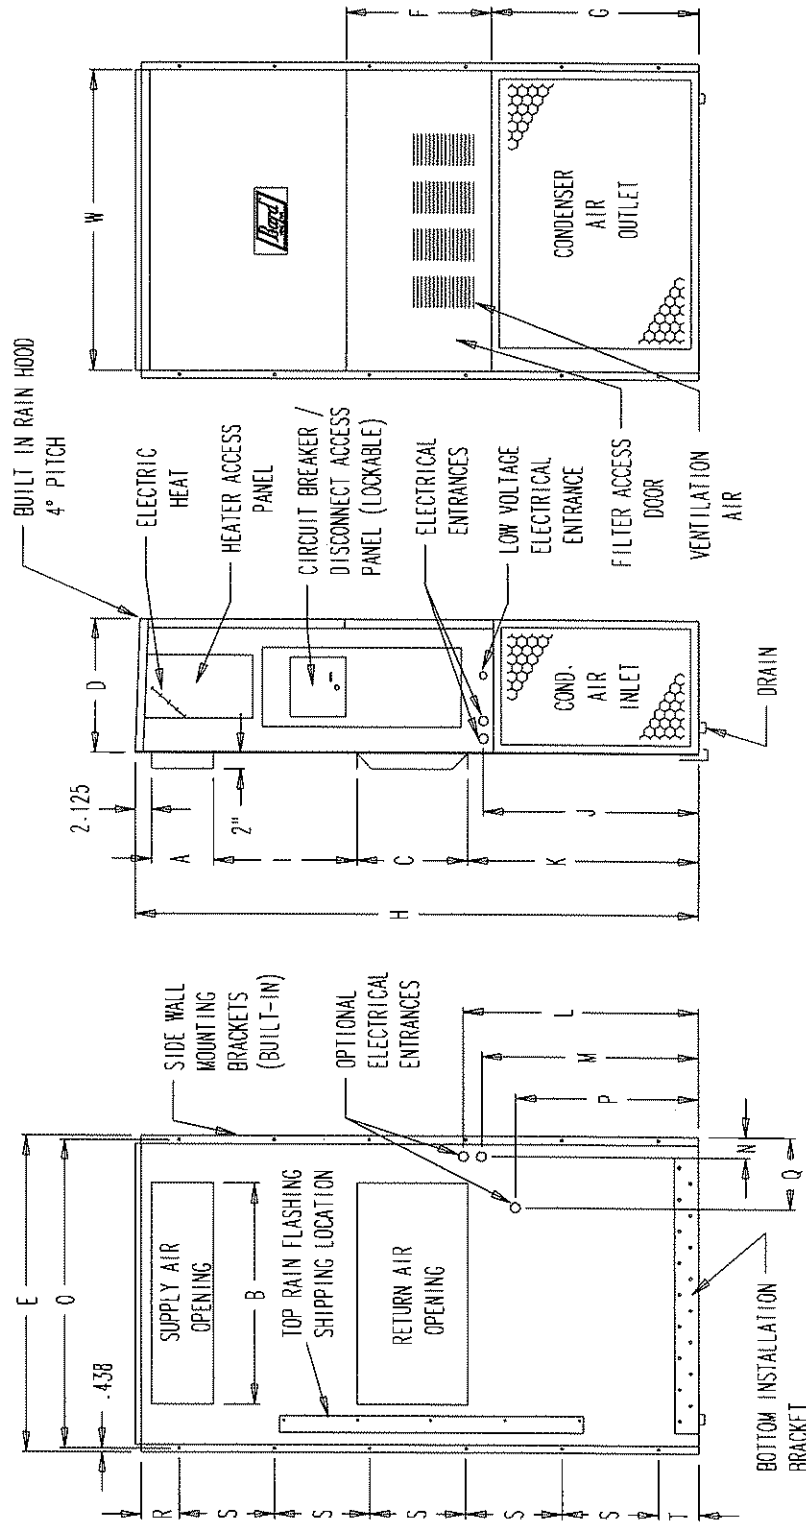 W
Bard
F
G
CONDENSER
AIR
OUTLET
BUILT IN RAIN HOOD
4° PITCH
ELECTRIC
HEAT
HEATER ACCESS
PANEL
CIRCUIT BREAKER /
DISCONNECT ACCESS
PANEL (LOCKABLE)
ELECTRICAL
ENTRANCES
LOW VOLTAGE
ELECTRICAL
ENTRANCE
FILTER ACCESS
DOOR
VENTILATION
AIR
D
2.125
A
2"
I
C
H
J
K
COND.
AIR
INLET
DRAIN
E
O
.438
SUPPLY AIR
OPENING
B
TOP RAIN FLASHING
SHIPPING LOCATION
RETURN AIR
OPENING
SIDE WALL
MOUNTING
BRACKETS
(BUILT-IN)
OPTIONAL
ELECTRICAL
ENTRANCES
L
M
P
N
Q
R
S
S
S
S
S
T
BOTTOM INSTALLATION
BRACKET